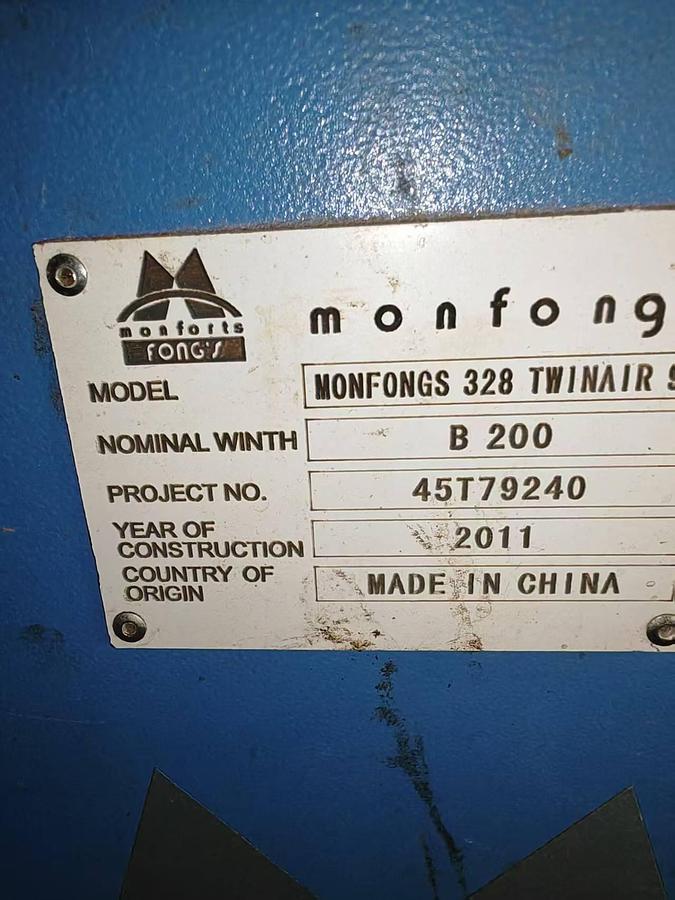 monforts
FONG'S
monfong
MODEL MONFONGS 328 TWINAIR
NOMINAL WINTH B 200
PROJECT NO. 45T79240
YEAR OF
CONSTRUCTION 2011
COUNTRY OF
ORIGIN MADE IN CHINA